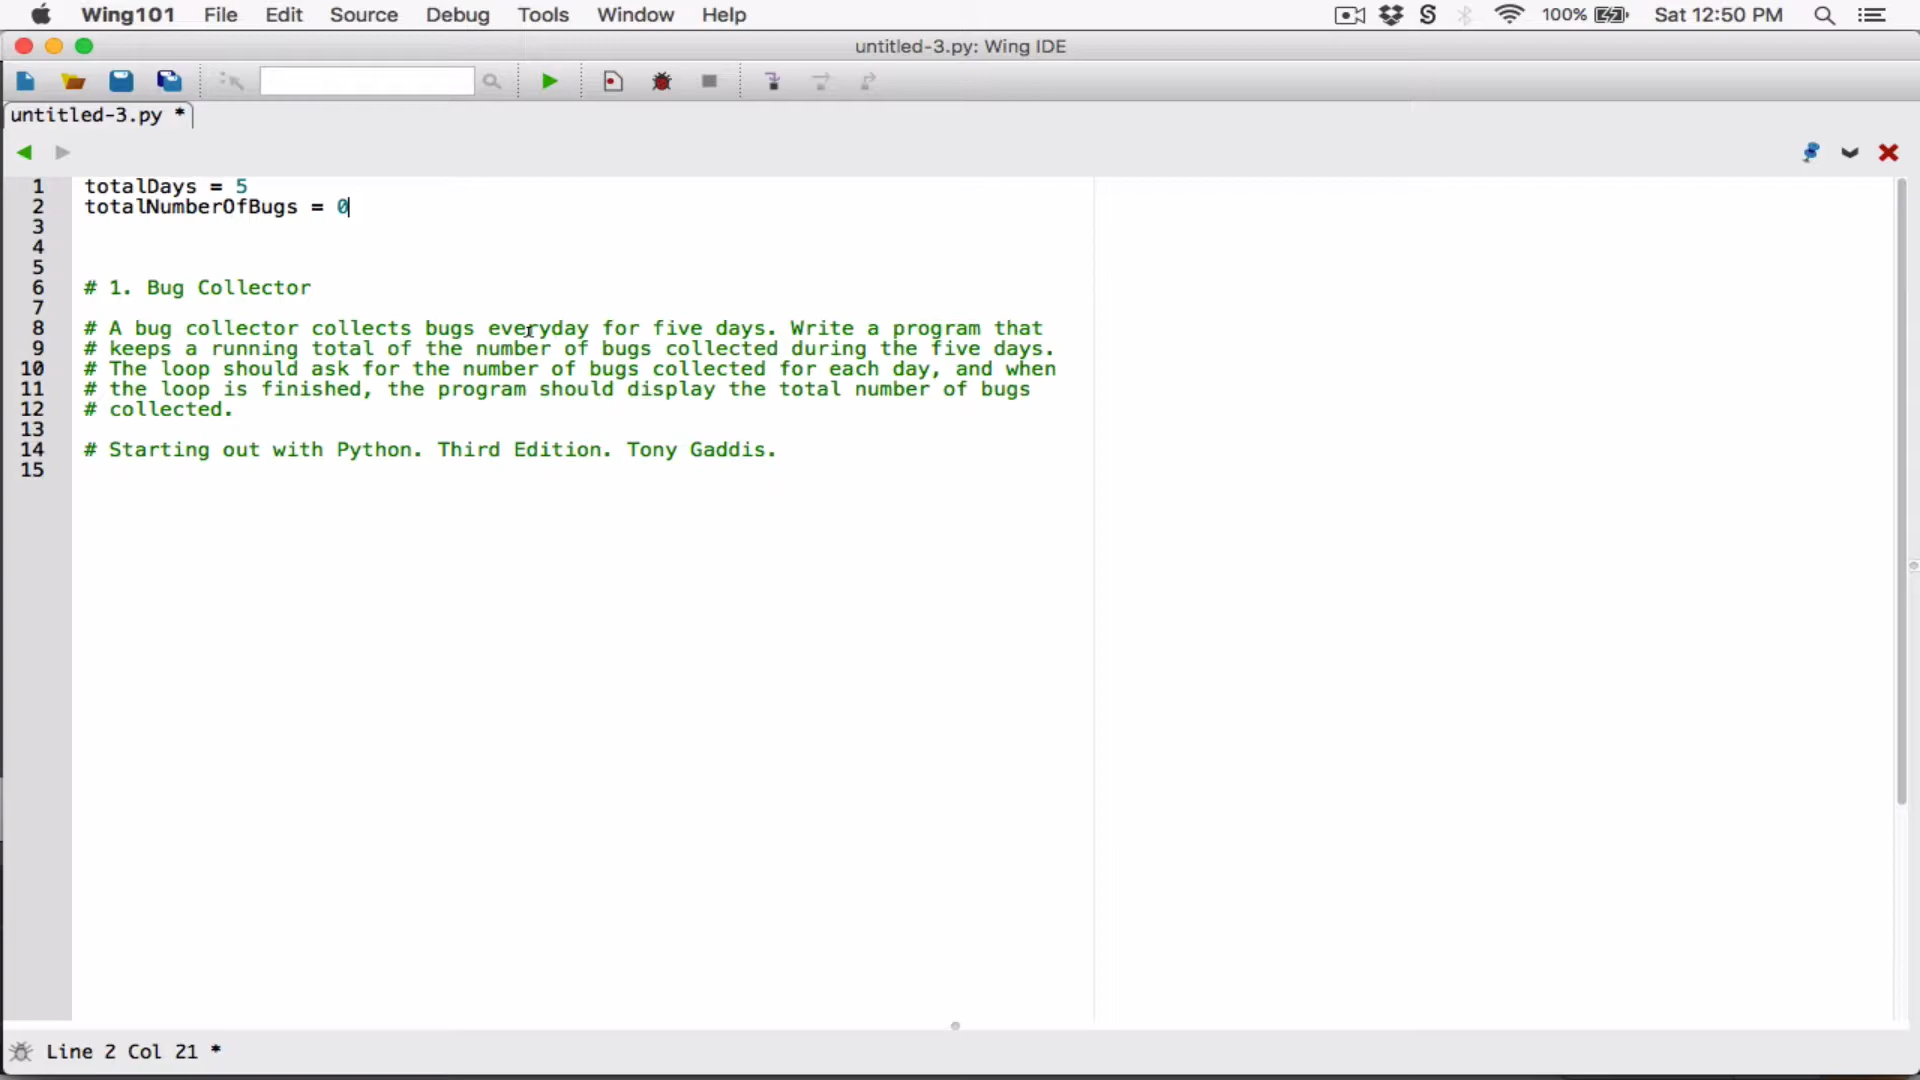 Wing101 File Edit Source Debug Tools Window Help 100% Sat 12:50 PM
untitled-3.py: Wing IDE
untitled-3.py *
1 totalDays = 5
2 totalNumberOfBugs = 0
3
4
5
6 # 1. Bug Collector
7
8 # A bug collector collects bugs everyday for five days. Write a program that
9 # keeps a running total of the number of bugs collected during the five days.
10 # The loop should ask for the number of bugs collected for each day, and when
11 # the loop is finished, the program should display the total number of bugs
12 # collected.
13
14 # Starting out with Python. Third Edition. Tony Gaddis.
15
Line 2 Col 21 *